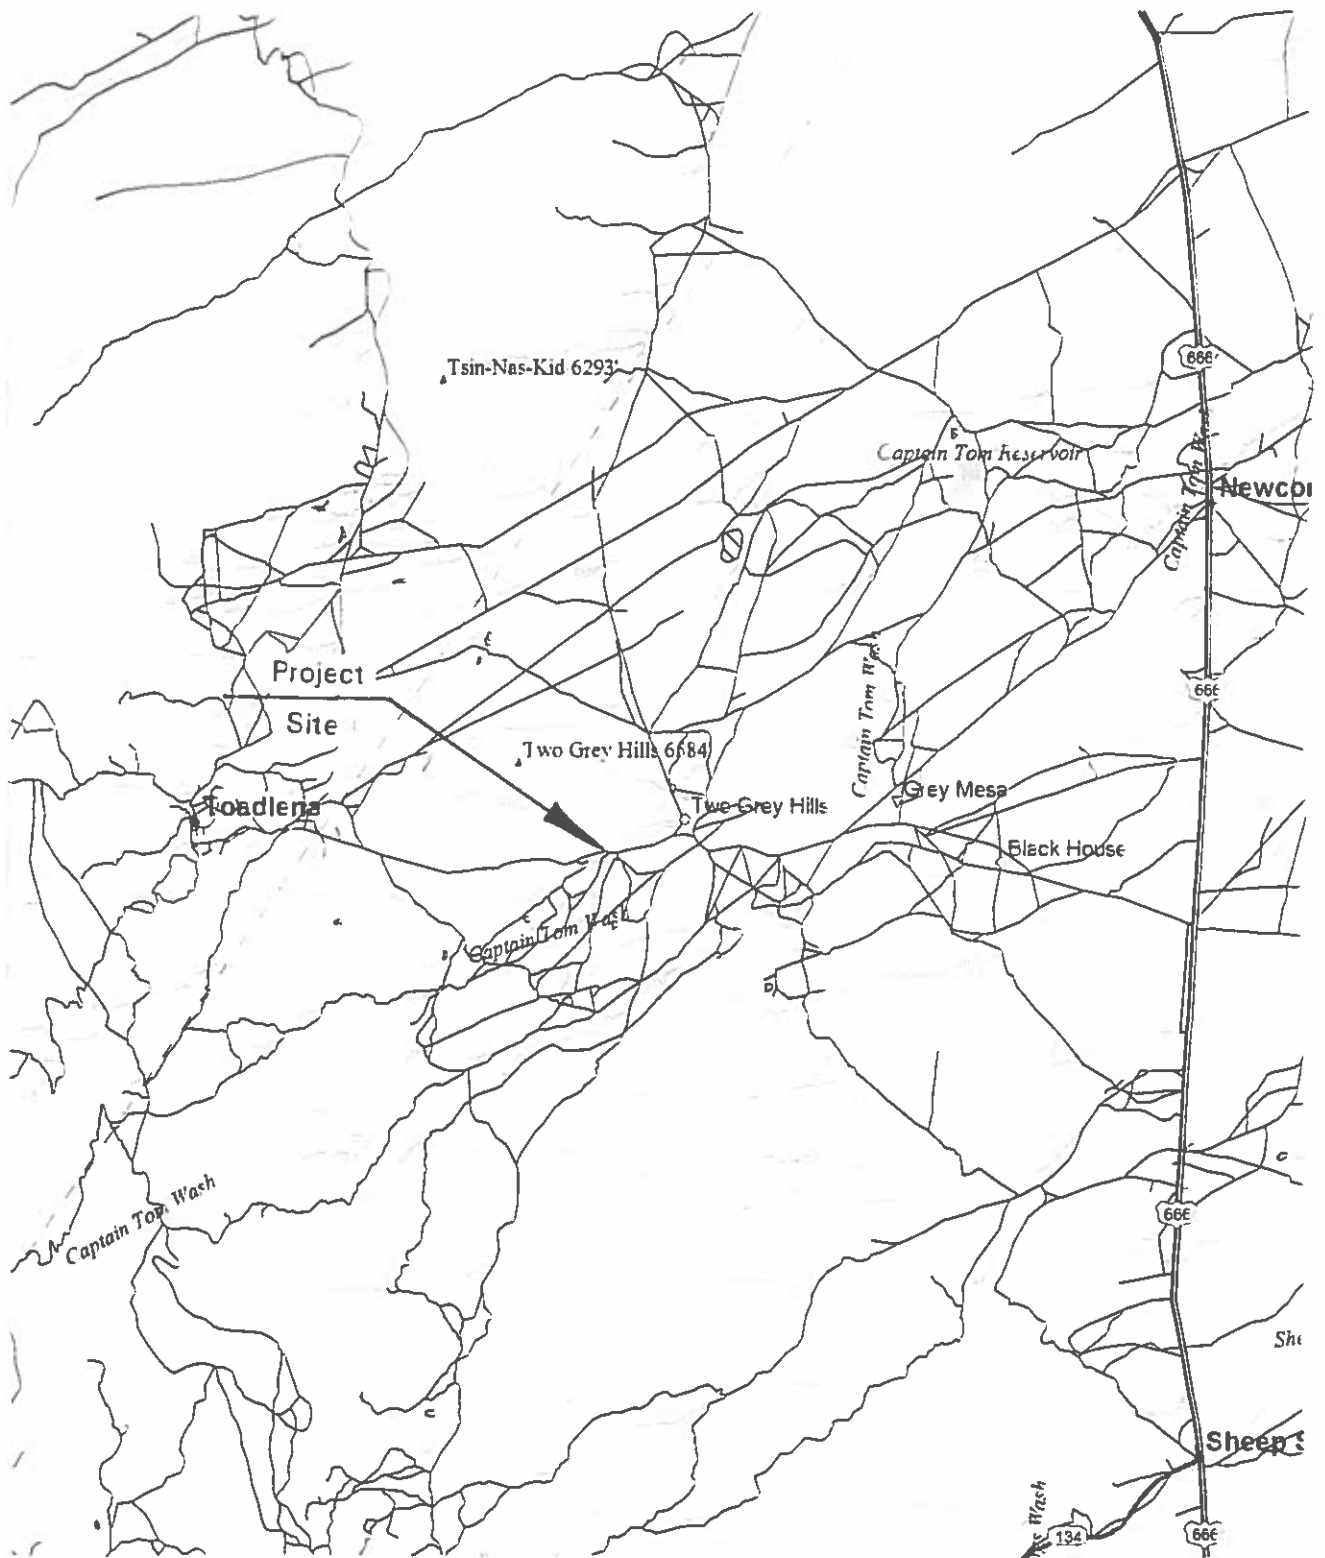 666
Tsin-Nas-Kid 6293'
Captain Tom Reservoir
Captain Tom Wash
Newcor
Project
Site
666
Captain Tom Wash
Two Grey Hills 6584
Grey Mesa
Toadlena
Two Grey Hills
Black House
Captain Tom Wash
Captain Tom Wash
666
She
Sheep S
Wash
134
666